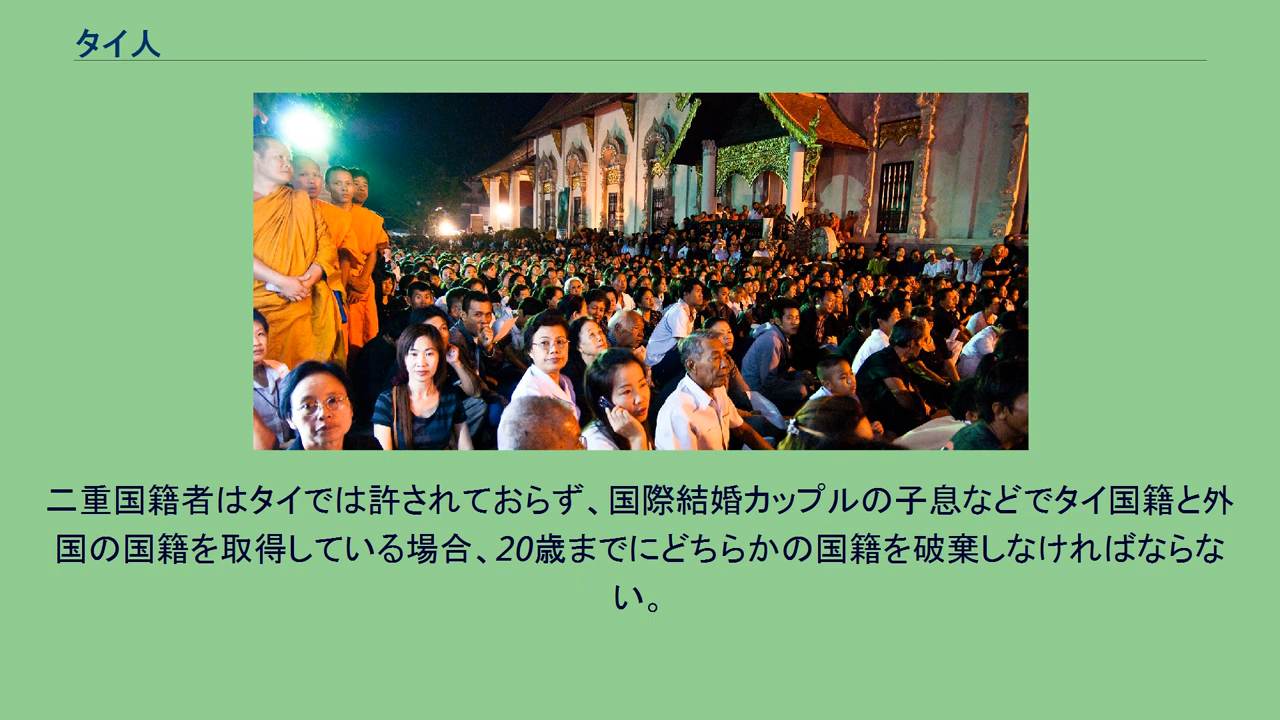 タイ人
二重国籍者はタイでは許されておらず、国際結婚カップルの子息などでタイ国籍と外
国の国籍を取得している場合、20歳までにどちらかの国籍を破棄しなければならな
い。